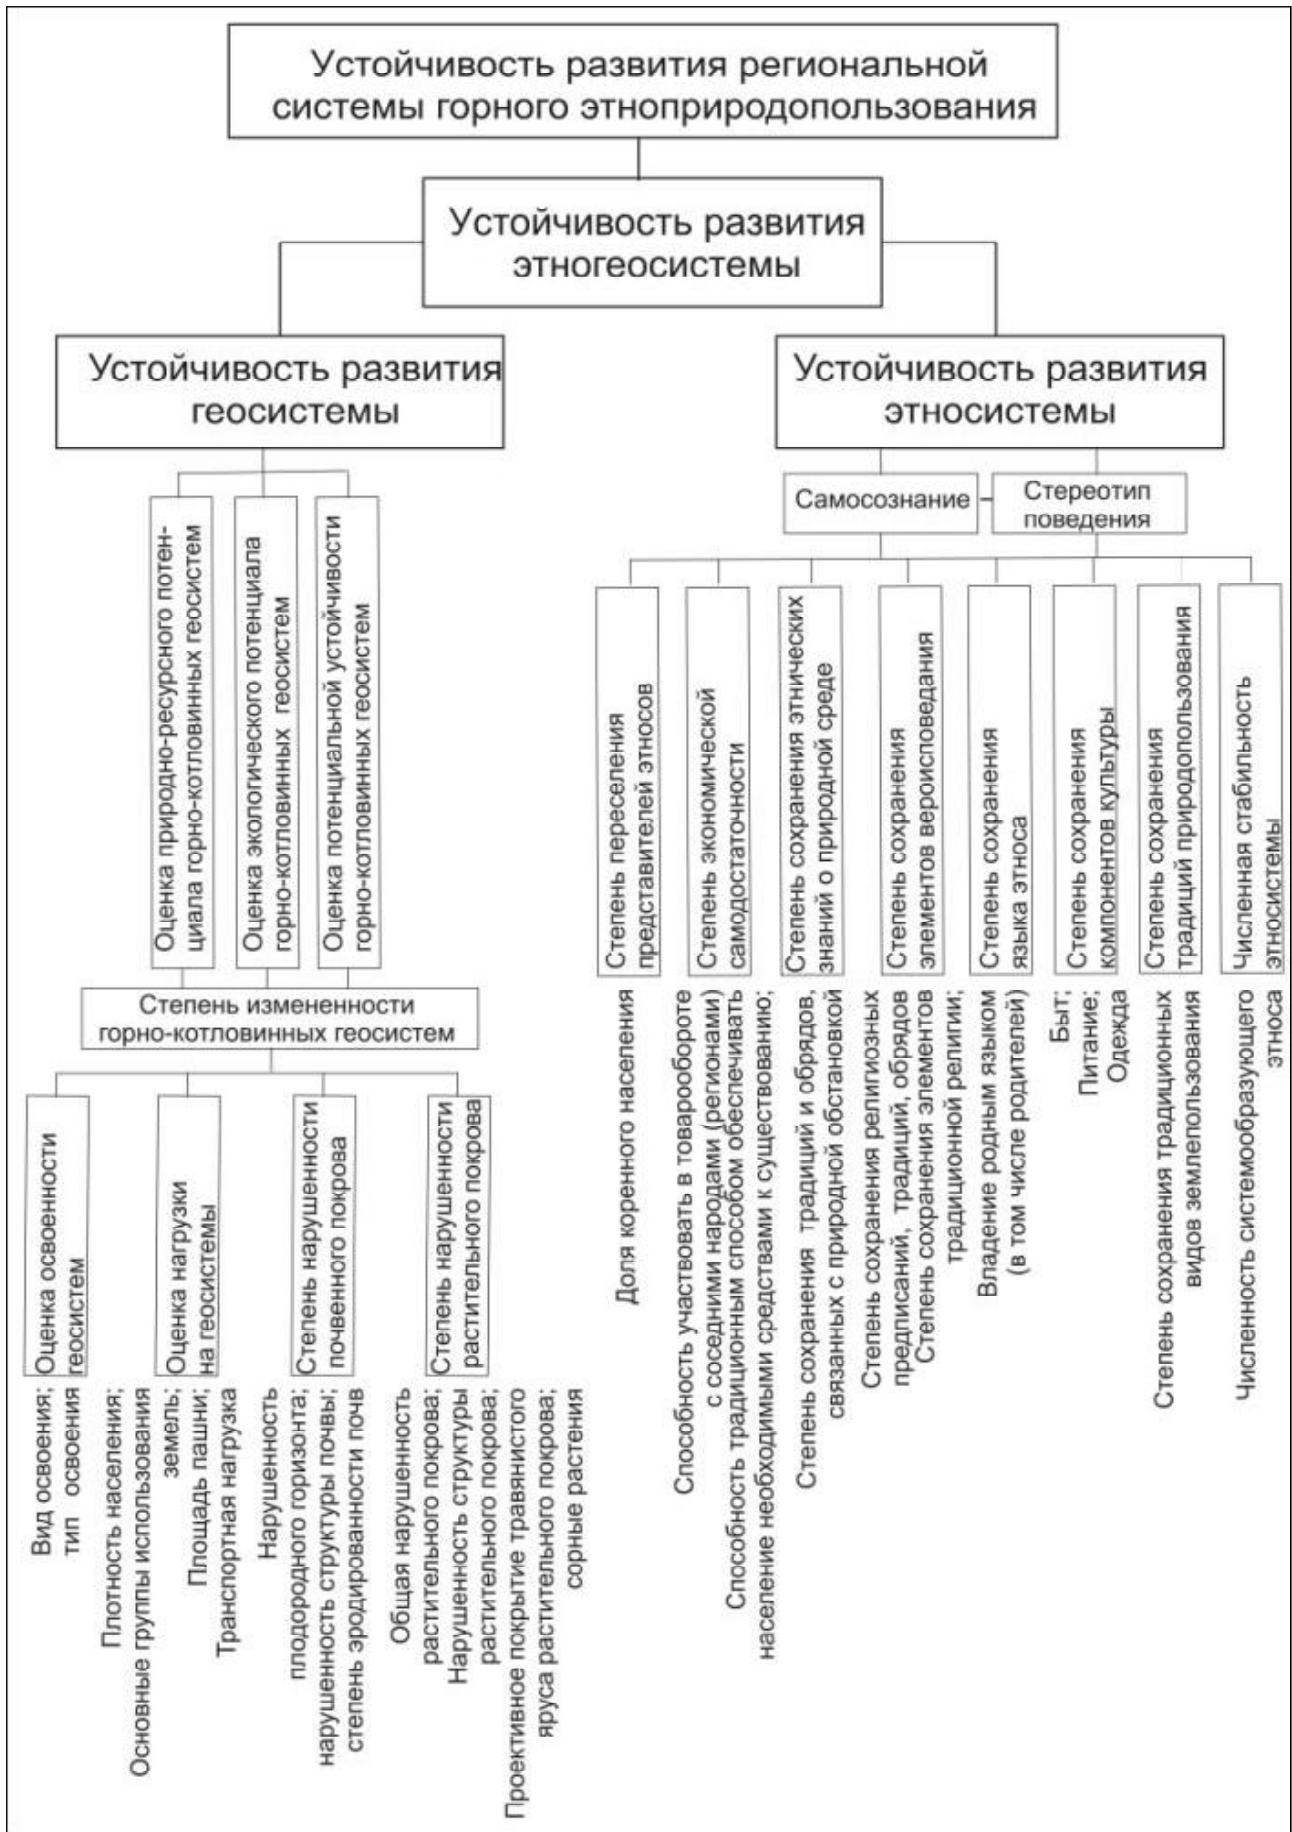 Устойчивость развития региональной
системы горного этноприродопользования
Устойчивость развития
этногеосистемы
Устойчивость развития
геосистемы
Устойчивость развития
этносистемы
Самосознание
Стереотип
поведения
Оценка природно-ресурсного потен-
циала горно-котловинных геосистем
Оценка экологического потенциала
горно-котловинных геосистем
Оценка потенциальной устойчивости
горно-котловинных геосистем
Степень измененности
горно-котловинных геосистем
Оценка освоенности
геосистем
Оценка нагрузки
на геосистемы
Степень нарушенности
почвенного покрова
Степень нарушенности
растительного покрова
Вид освоения;
тип освоения
Плотность населения;
Основные группы использования
земель;
Площадь пашни;
Транспортная нагрузка
Нарушенность
плодородного горизонта;
нарушенность структуры почвы;
степень эродированности почв
Общая нарушенность
растительного покрова;
Нарушенность структуры
растительного покрова;
Проективное покрытие травянистого
яруса растительного покрова;
сорные растения
Степень переселения
представителей этносов
Степень экономической
самодостаточности
Степень сохранения этнических
знаний о природной среде
Степень сохранения
элементов вероисповедания
Степень сохранения
языка этноса
Степень сохранения
компонентов культуры
Степень сохранения
традиций природопользования
Численная стабильность
этносистемы
Доля коренного населения
Способность участвовать в товарообороте
с соседними народами (регионами)
Способность традиционным способом обеспечивать
население необходимыми средствами к существованию;
Степень сохранения традиций и обрядов,
связанных с природной обстановкой
Степень сохранения религиозных
предписаний, традиций, обрядов
Степень сохранения элементов
традиционной религии;
Владение родным языком
(в том числе родителей)
Быт;
Питание;
Одежда
Степень сохранения традиционных
видов землепользования
Численность системообразующего
этноса